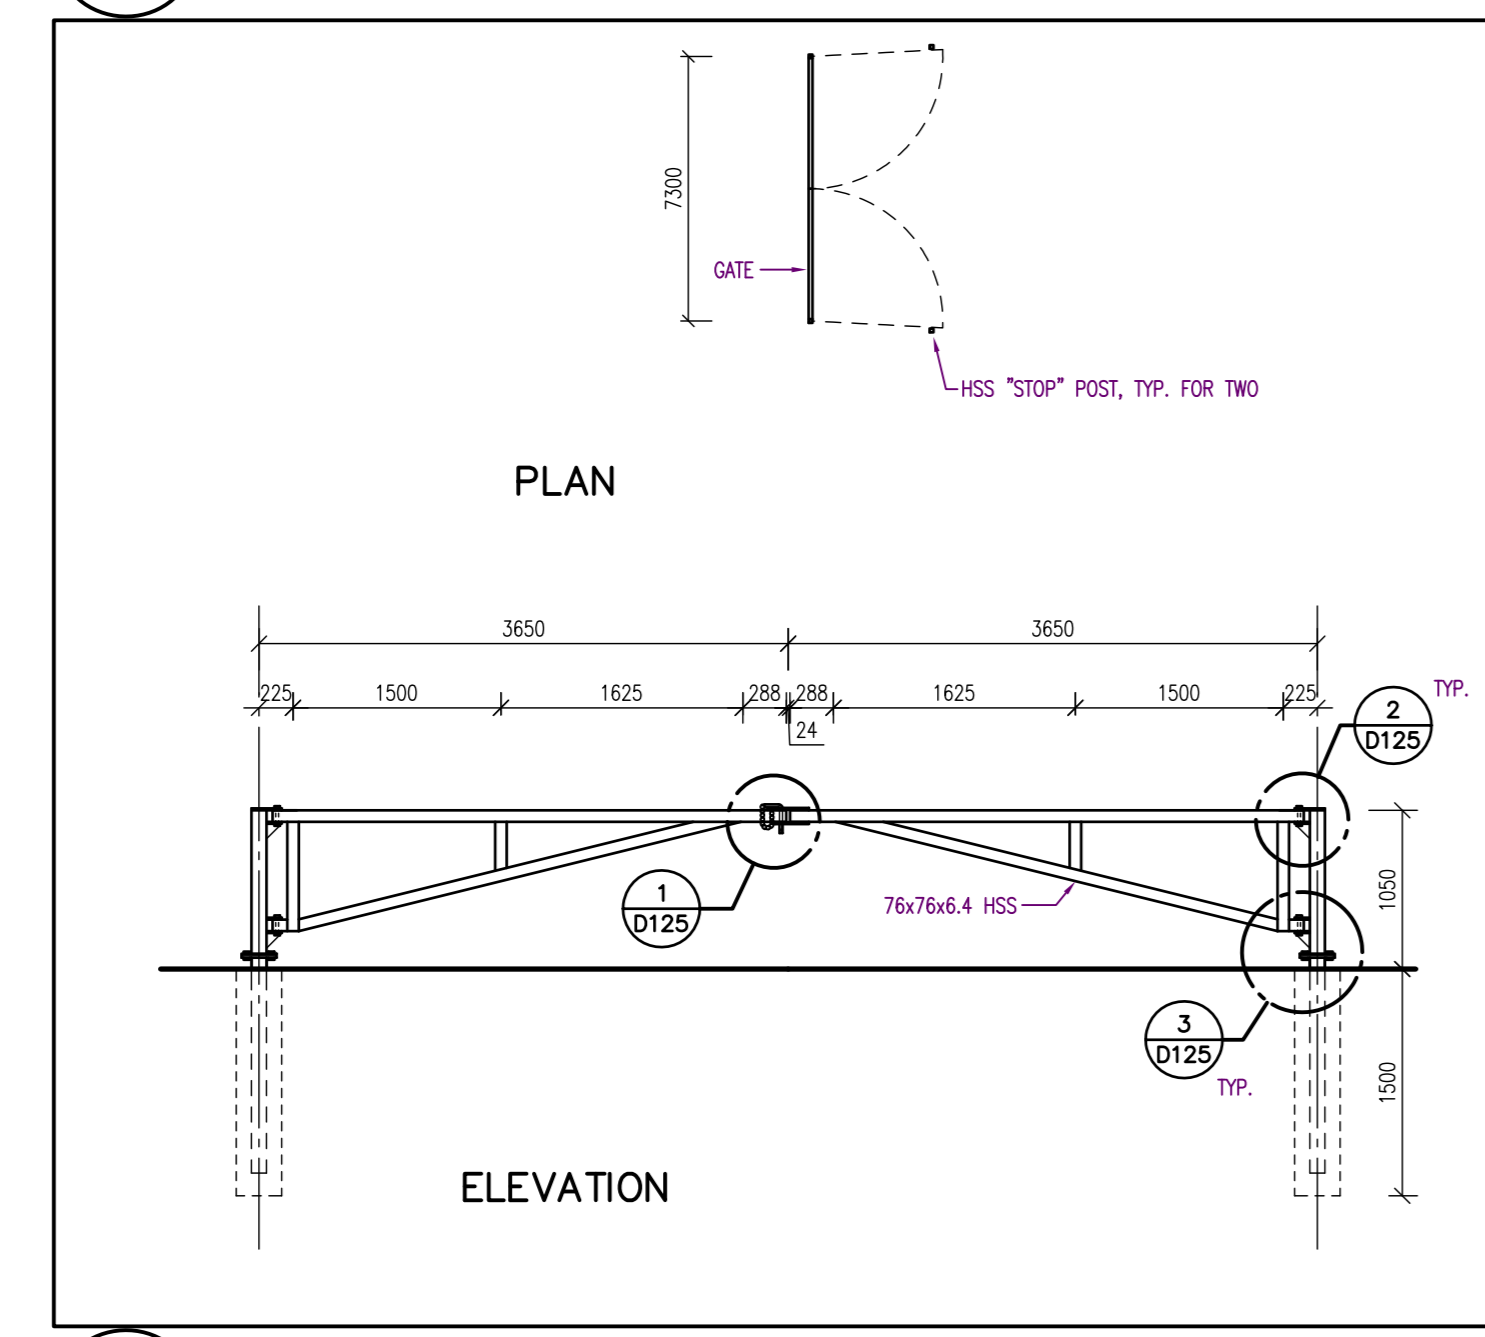 7300
GATE
HSS "STOP" POST, TYP. FOR TWO
PLAN
3650 3650
225 1500 1625 288 288 1625 1500 225
24
TYP.
2
D125
1
D125
76x76x6.4 HSS
1050
3
D125
TYP.
1500
ELEVATION